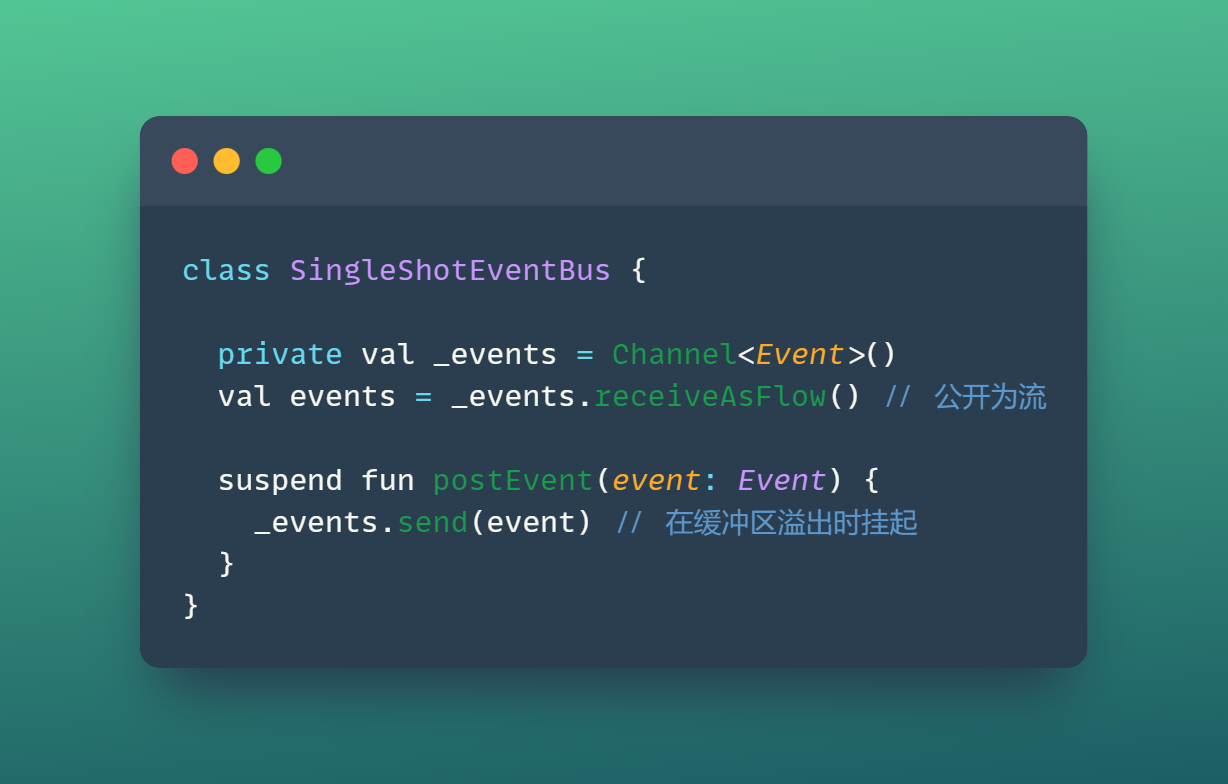 class SingleShotEventBus {
private val _events = Channel<Event>()
val events = _events.receiveAsFlow() // 公开为流
suspend fun postEvent(event: Event) {
_events.send(event) // 在缓冲区溢出时挂起
}
}